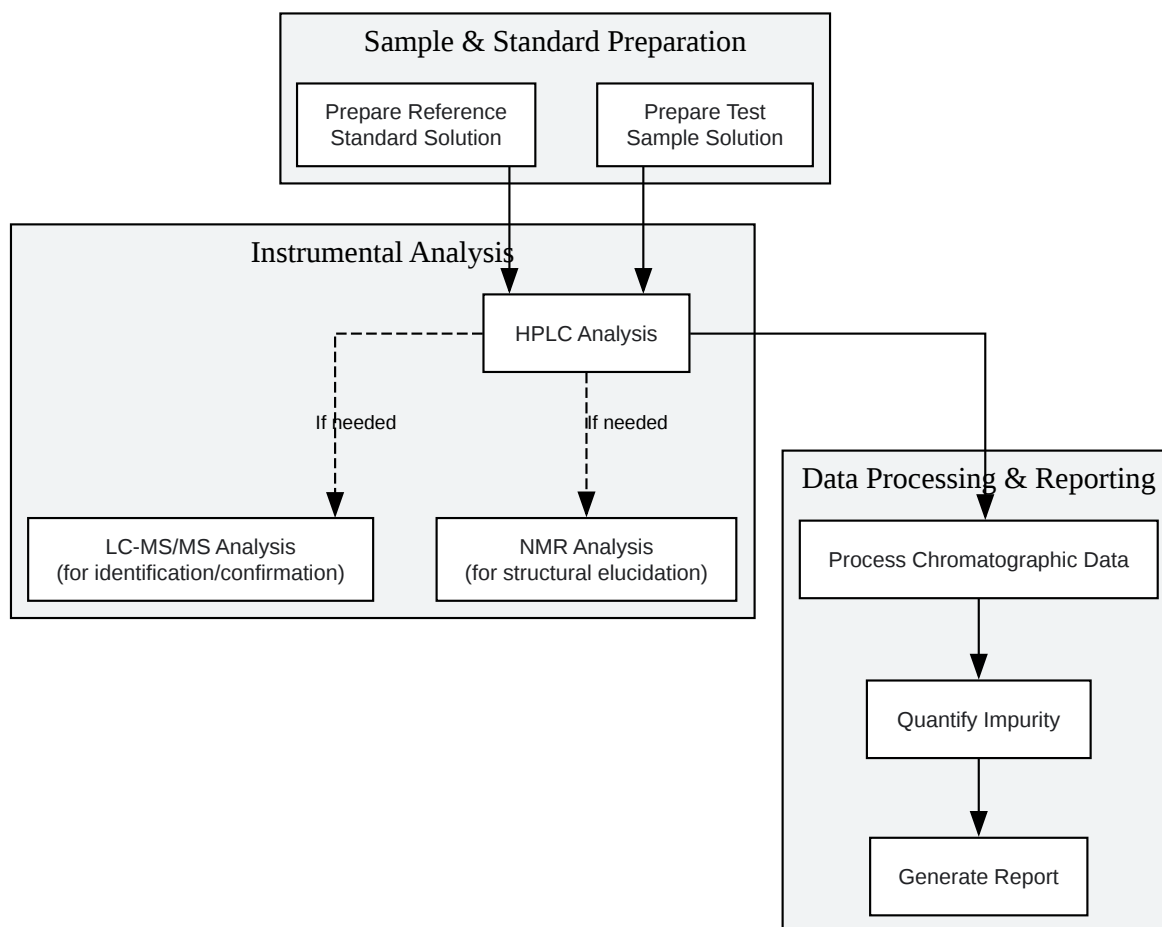 Sample & Standard Preparation
Prepare Reference
Standard Solution
Prepare Test
Sample Solution
Instrumental Analysis
HPLC Analysis
If needed
If needed
LC-MS/MS Analysis
(for identification/confirmation)
NMR Analysis
(for structural elucidation)
Data Processing & Reporting
Process Chromatographic Data
Quantify Impurity
Generate Report